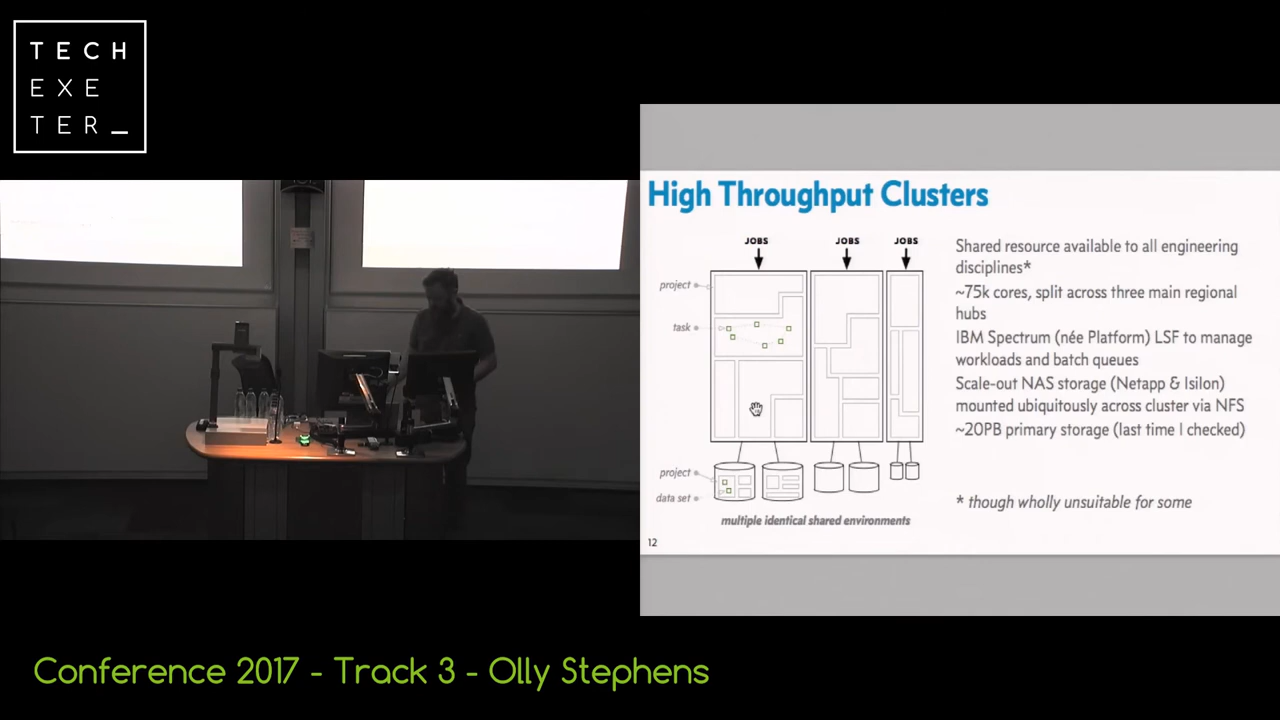 TECH
EXE
TER_
High Throughput Clusters
JOBS
JOBS
JOBS
project
task
project
data set
multiple identical shared environments
Shared resource available to all engineering
disciplines*
~75k cores, split across three main regional
hubs
IBM Spectrum (née Platform) LSF to manage
workloads and batch queues
Scale-out NAS storage (Netapp & Isilon)
mounted ubiquitously across cluster via NFS
~20PB primary storage (last time I checked)
* though wholly unsuitable for some
12
Conference 2017 - Track 3 - Olly Stephens